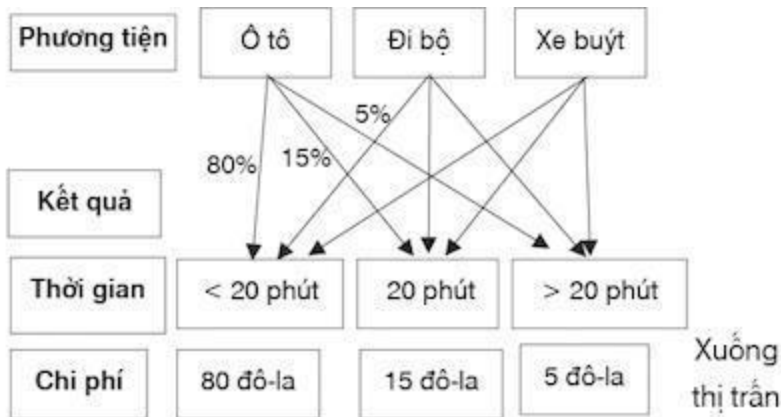 Phương tiện Ô tô Đi bộ Xe buýt
5%
80% 15%
Kết quả
Thời gian < 20 phút 20 phút > 20 phút
Chi phí 80 đô-la 15 đô-la 5 đô-la
Xuống
thị trấn